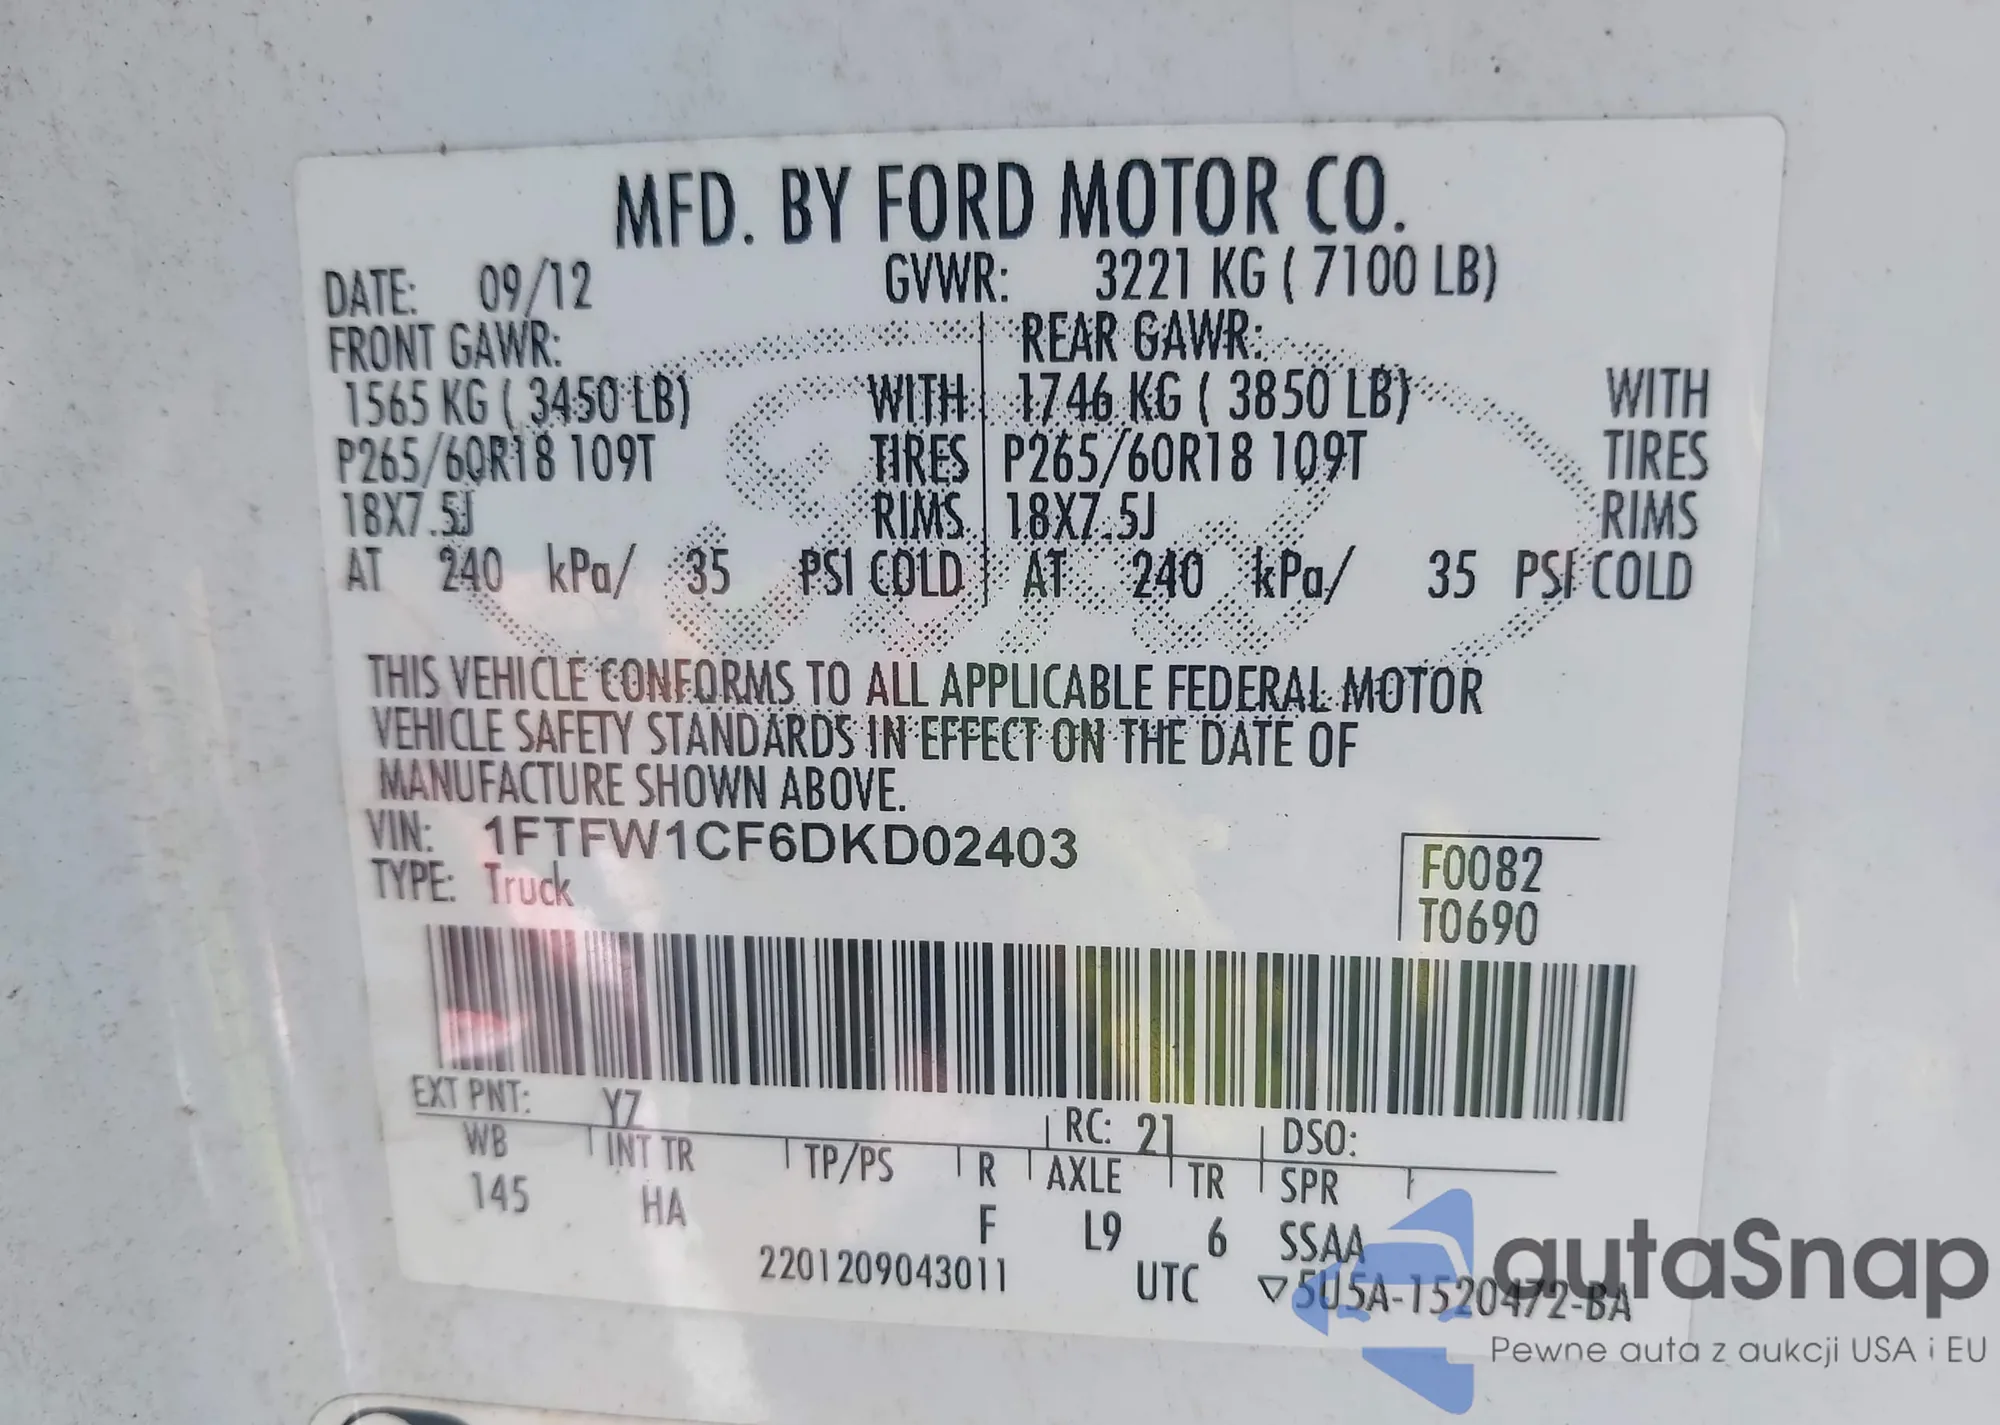 MFD. BY FORD MOTOR CO.
DATE: 09/12 GVWR: 3221 KG ( 7100 LB)
FRONT GAWR: REAR GAWR:
1565 KG ( 3450 LB) WITH 1746 KG ( 3850 LB) WITH
P265/60R18 109T TIRES P265/60R18 109T TIRES
18X7.5J RIMS 18X7.5J RIMS
AT 240 kPa/ 35 PSI COLD AT 240 kPa/ 35 PSI COLD
THIS VEHICLE CONFORMS TO ALL APPLICABLE FEDERAL MOTOR
VEHICLE SAFETY STANDARDS IN EFFECT ON THE DATE OF
MANUFACTURE SHOWN ABOVE.
VIN: 1FTFW1CF6DKD02403
TYPE: Truck
F0082
T0690
EXT PNT: YZ RC: 21 DSO:
WB INT TR TP/PS R AXLE TR SPR
145 HA F L9 6 SSAA
2201209043011 UTC ▽5U5A-1520472-BA
autaSnap
Pewne auta z aukcji USA i EU